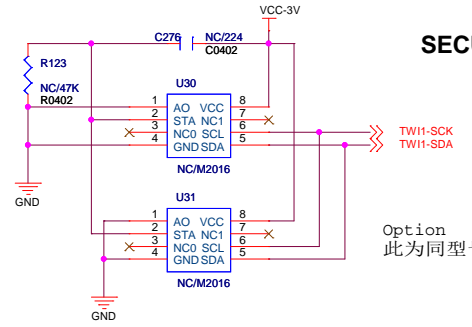 VCC-3V
C276
NC/224
C0402
SECU
R123
NC/47K
R0402
U30
1 AO VCC 8
2 STA NC1 7
3 NC0 SCL 6
4 GND SDA 5
NC/M2016
TWI1-SCK
TWI1-SDA
GND
U31
1 AO VCC 8
2 STA NC1 7
3 NC0 SCL 6
4 GND SDA 5
NC/M2016
Option
此为同型
GND